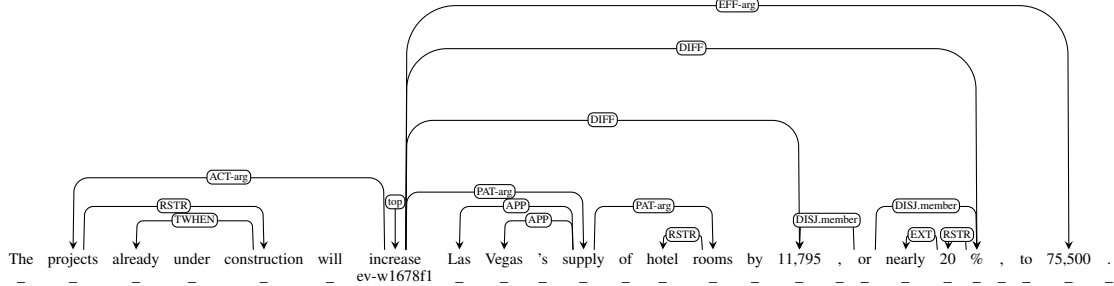 EFF-arg
DIFF
DIFF
ACT-arg
top
PAT-arg
RSTR
APP
PAT-arg
DISJ.member
TWHEN
APP
DISJ.member
RSTR
EXT
RSTR
The projects already under construction will increase Las Vegas 's supply of hotel rooms by 11,795 , or nearly 20 % , to 75,500 .
_ _ _ _ _ _ ev-w1678f1 _ _ _ _ _ _ _ _ _ _ _ _ _ _ _ _ _ _